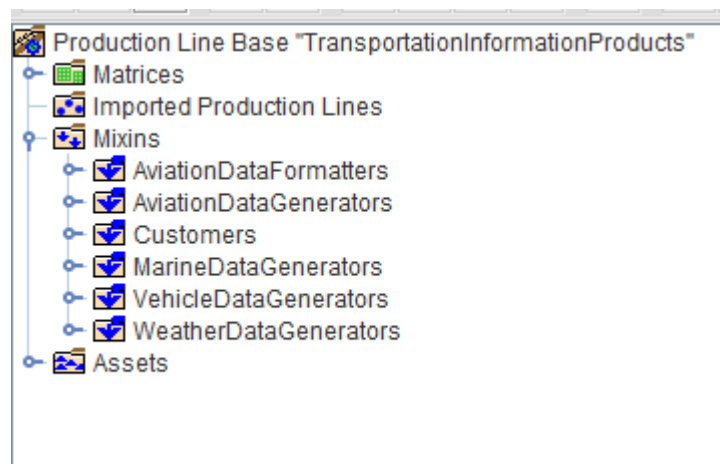 Production Line Base "TransportationInformationProducts"
Matrices
Imported Production Lines
Mixins
AviationDataFormatters
AviationDataGenerators
Customers
MarineDataGenerators
VehicleDataGenerators
WeatherDataGenerators
Assets